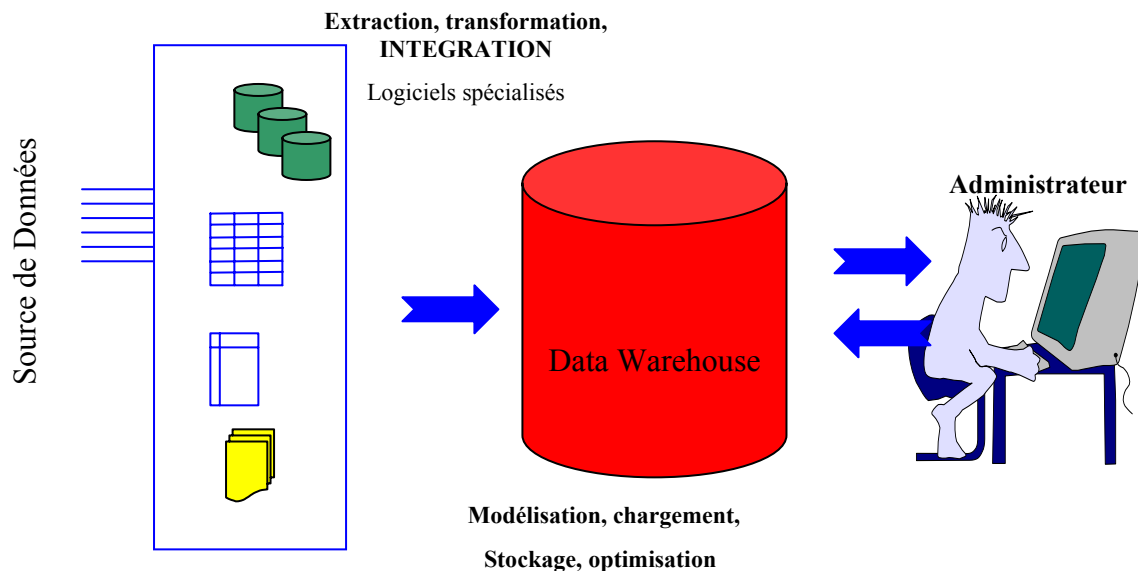 Extraction, transformation,
INTEGRATION
Logiciels spécialisés
Source de Données
Administrateur
Data Warehouse
Modélisation, chargement,
Stockage, optimisation